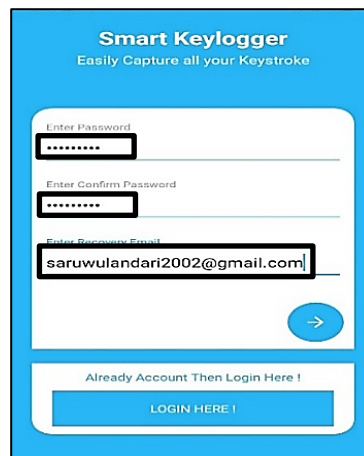 Smart Keylogger
Easily Capture all your Keystroke
Enter Password
•••••••••
Enter Confirm Password
•••••••••
Enter Recovery Email
saruwulandari2002@gmail.com
Already Account Then Login Here !
LOGIN HERE !